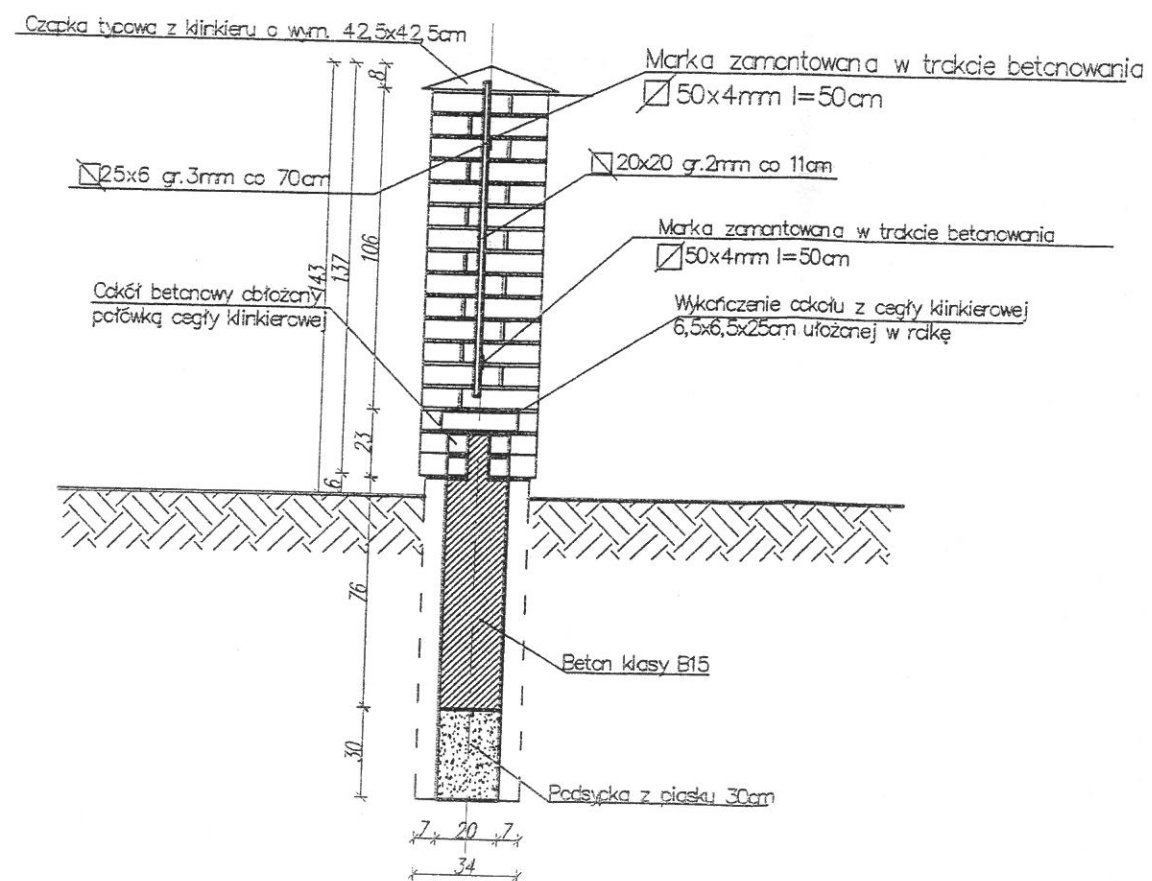 Czapka typowa z klinkieru o wym. 42,5x42,5cm
Marka zamontowana w trakcie betonowania
50x4mm l=50cm
25x6 gr.3mm co 70cm
20x20 gr.2mm co 11cm
Marka zamontowana w trakcie betonowania
50x4mm l=50cm
Cokół betonowy obłożony
połówką cegły klinkierowej
Wykończenie cokołu z cegły klinkierowej
6,5x6,5x25cm ułożonej w rolkę
8
106
137
143
23
6
76
30
Beton klasy B15
Podsypka z piasku 30cm
7 20 7
34